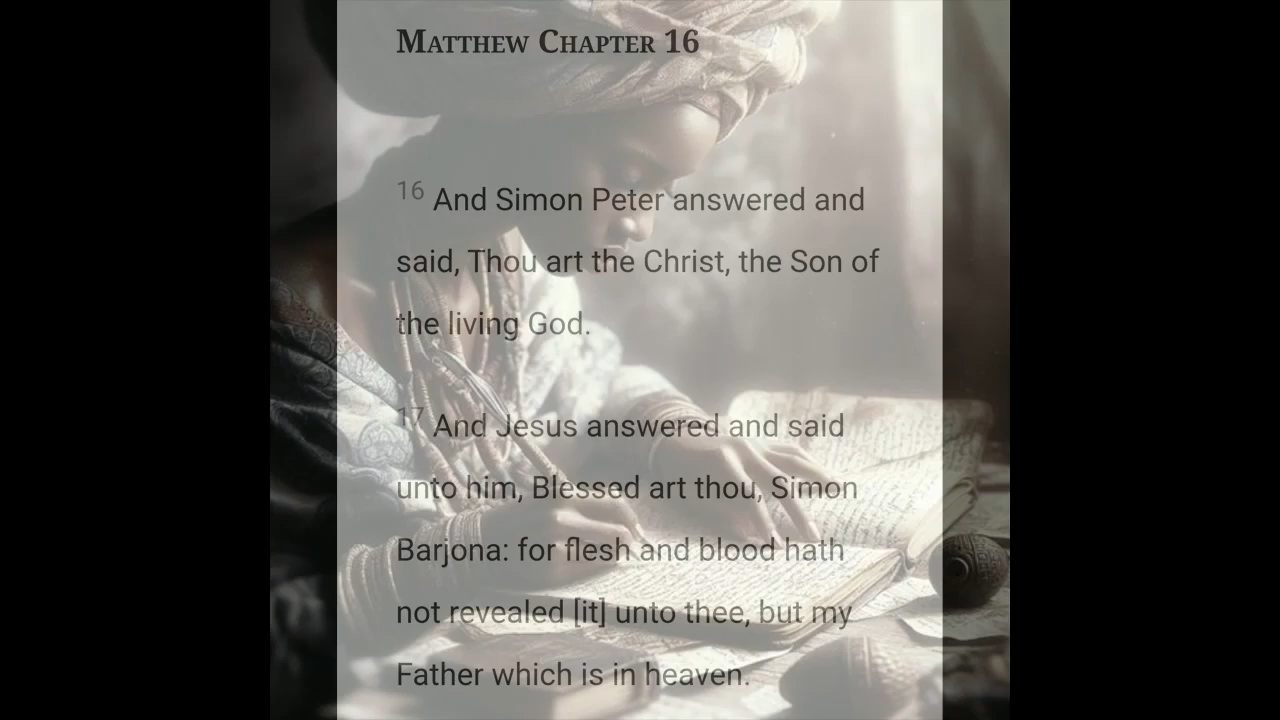 Matthew Chapter 16
16 And Simon Peter answered and
said, Thou art the Christ, the Son of
the living God.
17 And Jesus answered and said
unto him, Blessed art thou, Simon
Barjona: for flesh and blood hath
not revealed [it] unto thee, but my
Father which is in heaven.